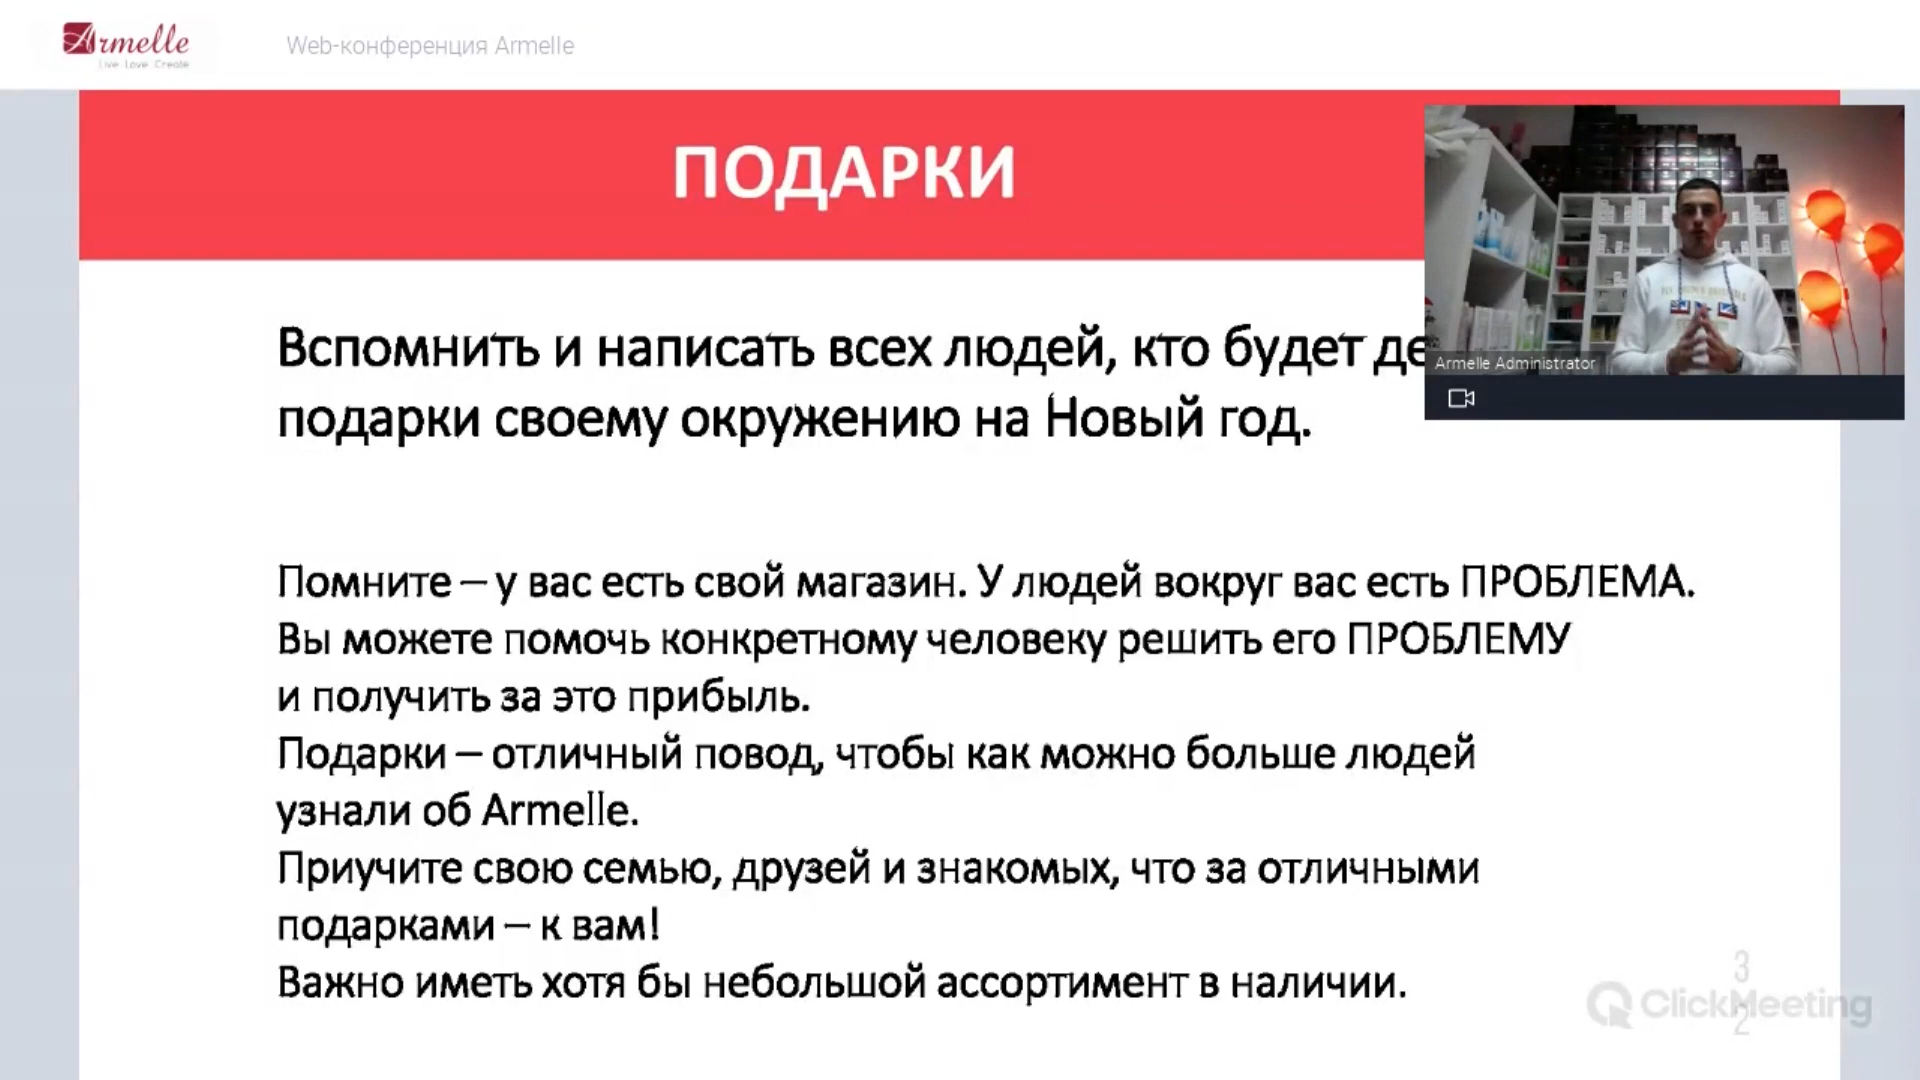 Armelle
Live Love Create
Web-конференция Armelle
ПОДАРКИ
Вспомнить и написать всех людей, кто будет
подарки своему окружению на Новый год.
Armelle Administrator
Помните – у вас есть свой магазин. У людей вокруг вас есть ПРОБЛЕМА.
Вы можете помочь конкретному человеку решить его ПРОБЛЕМУ
и получить за это прибыль.
Подарки – отличный повод, чтобы как можно больше людей
узнали об Armelle.
Приучите свою семью, друзей и знакомых, что за отличными
подарками – к вам!
Важно иметь хотя бы небольшой ассортимент в наличии.
3
ClickMeeting
2